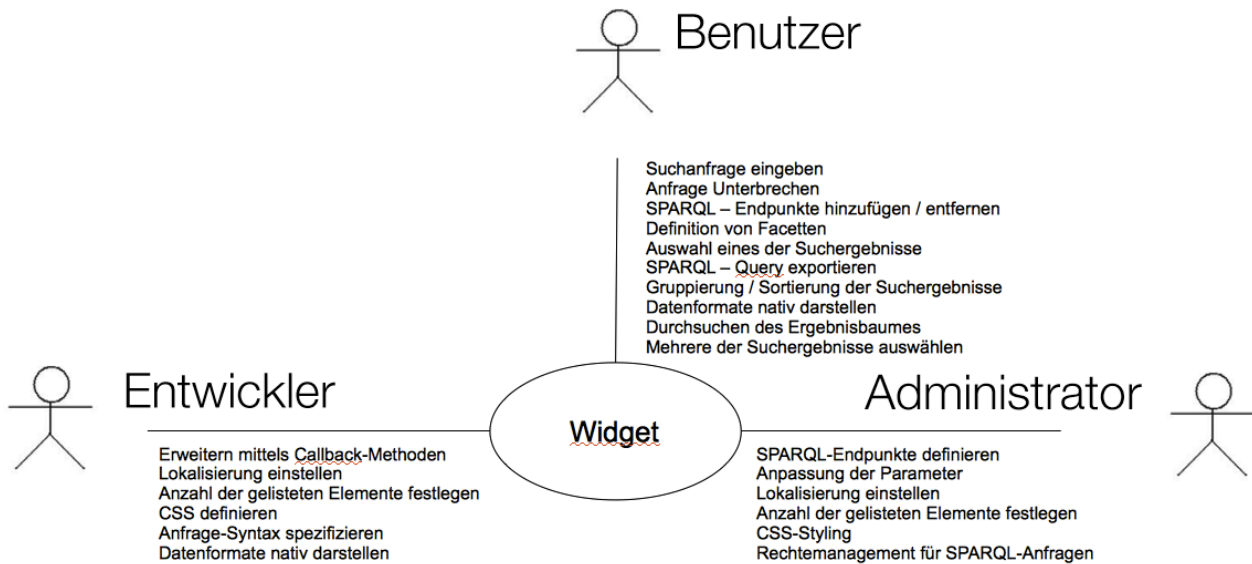 Benutzer
Suchanfrage eingeben
Anfrage Unterbrechen
SPARQL – Endpunkte hinzufügen / entfernen
Definition von Facetten
Auswahl eines der Suchergebnisse
SPARQL – Query exportieren
Gruppierung / Sortierung der Suchergebnisse
Datenformate nativ darstellen
Durchsuchen des Ergebnisbaumes
Mehrere der Suchergebnisse auswählen
Entwickler
Erweitern mittels Callback-Methoden
Lokalisierung einstellen
Anzahl der gelisteten Elemente festlegen
CSS definieren
Anfrage-Syntax spezifizieren
Datenformate nativ darstellen
Widget
Administrator
SPARQL-Endpunkte definieren
Anpassung der Parameter
Lokalisierung einstellen
Anzahl der gelisteten Elemente festlegen
CSS-Styling
Rechtemanagement für SPARQL-Anfragen